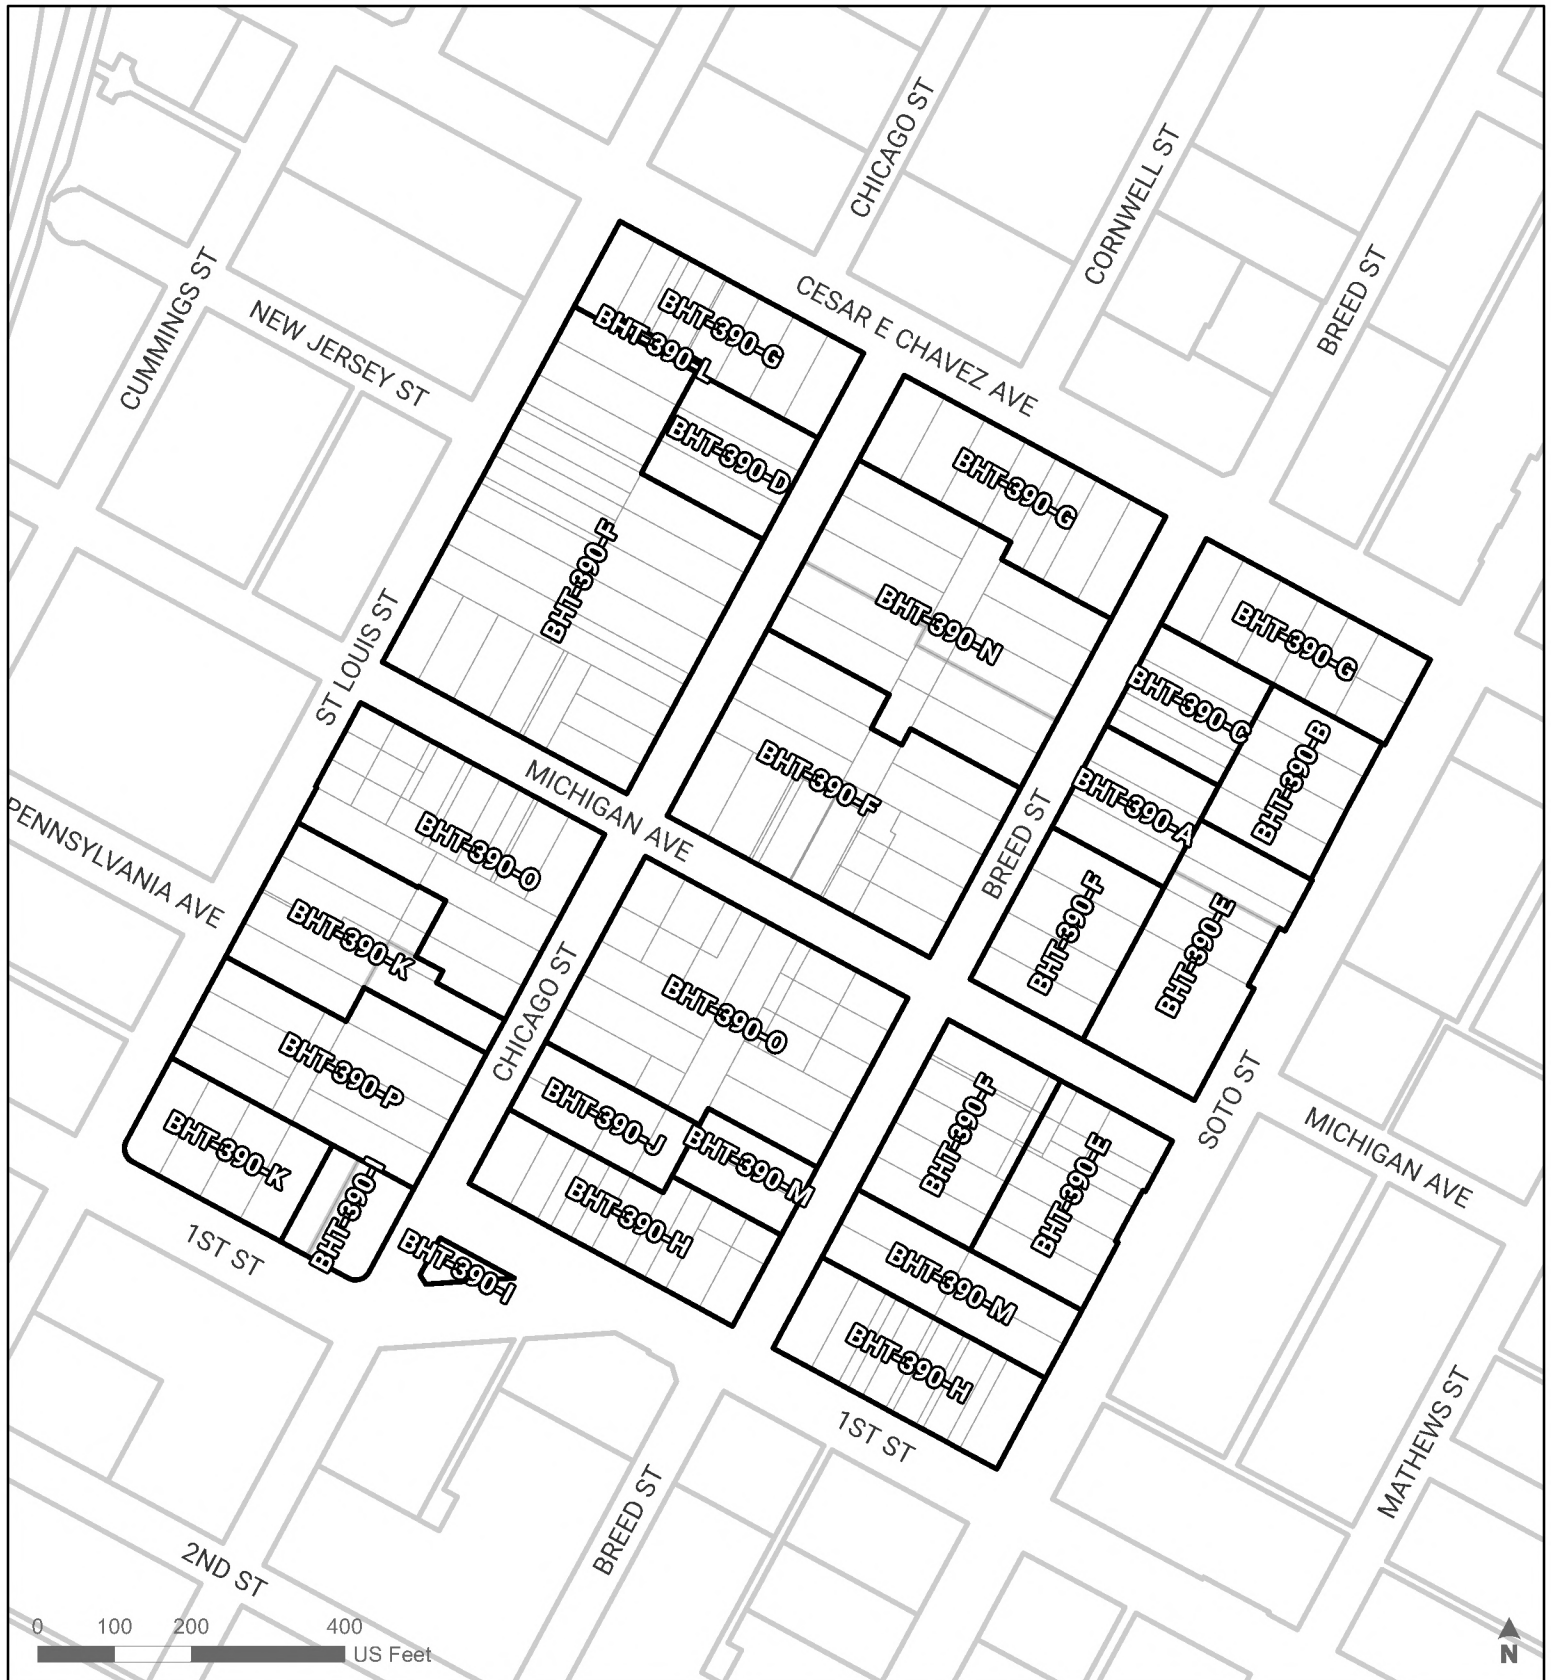 CHICAGO ST
CORNWELL ST
BREED ST
CUMMINGS ST
NEW JERSEY ST
CESAR E CHAVEZ AVE
BHT-390-G
BHT-390-L
BHT-390-D
BHT-390-G
BHT-390-F
BHT-390-N
BHT-390-G
BHT-390-C
BHT-390-B
ST LOUIS ST
MICHIGAN AVE
BHT-390-F
BHT-390-A
BREED ST
PENNSYLVANIA AVE
BHT-390-O
BHT-390-K
BHT-390-F
BHT-390-E
CHICAGO ST
BHT-390-O
BHT-390-P
BHT-390-J
BHT-390-M
BHT-390-F
BHT-390-E
SOTO ST
MICHIGAN AVE
BHT-390-K
BHT-390-I
BHT-390-H
1ST ST
BHT-390-I
BHT-390-M
BHT-390-H
1ST ST
MATHEWS ST
BREED ST
2ND ST
0 100 200 400
US Feet
N